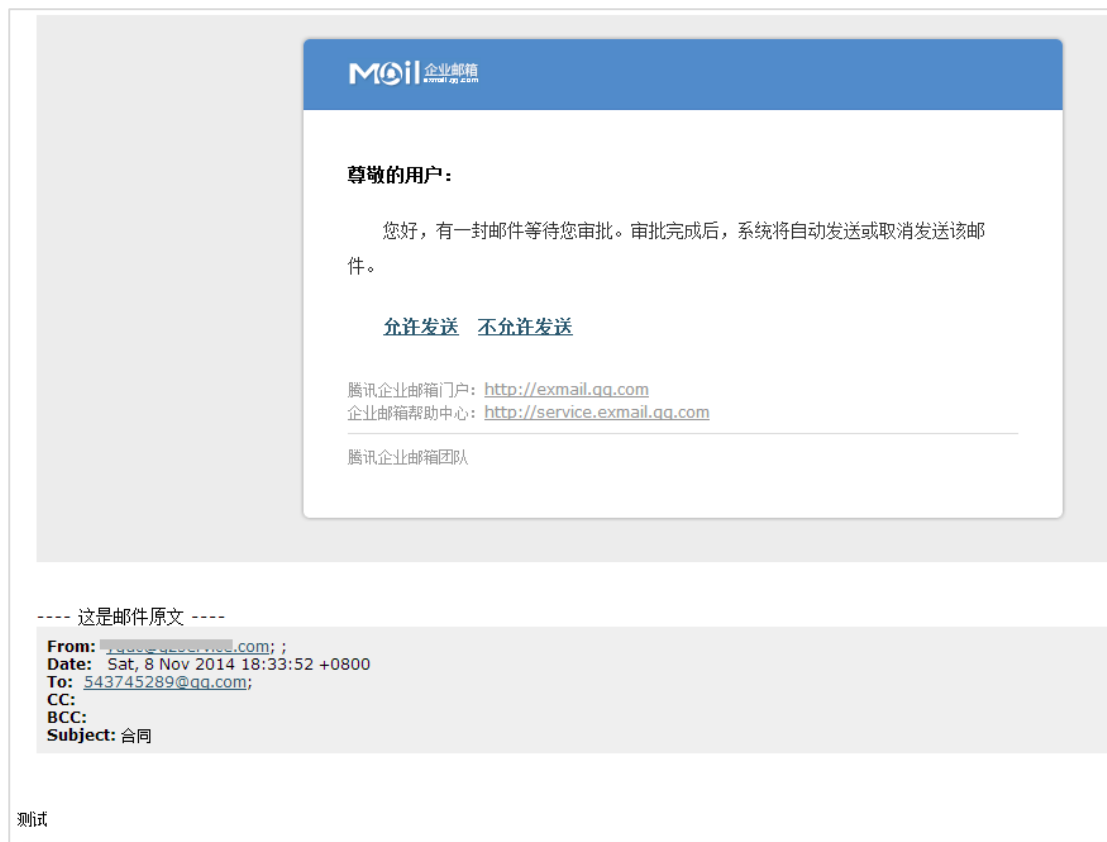 Mail 企业邮箱
exmail.qq.com
尊敬的用户：
您好，有一封邮件等待您审批。审批完成后，系统将自动发送或取消发送该邮
件。
允许发送 不允许发送
腾讯企业邮箱门户：http://exmail.qq.com
企业邮箱帮助中心：http://service.exmail.qq.com
腾讯企业邮箱团队
---- 这是邮件原文 ----
From: .com; ;
Date: Sat, 8 Nov 2014 18:33:52 +0800
To: 543745289@qq.com;
CC:
BCC:
Subject: 合同
测试